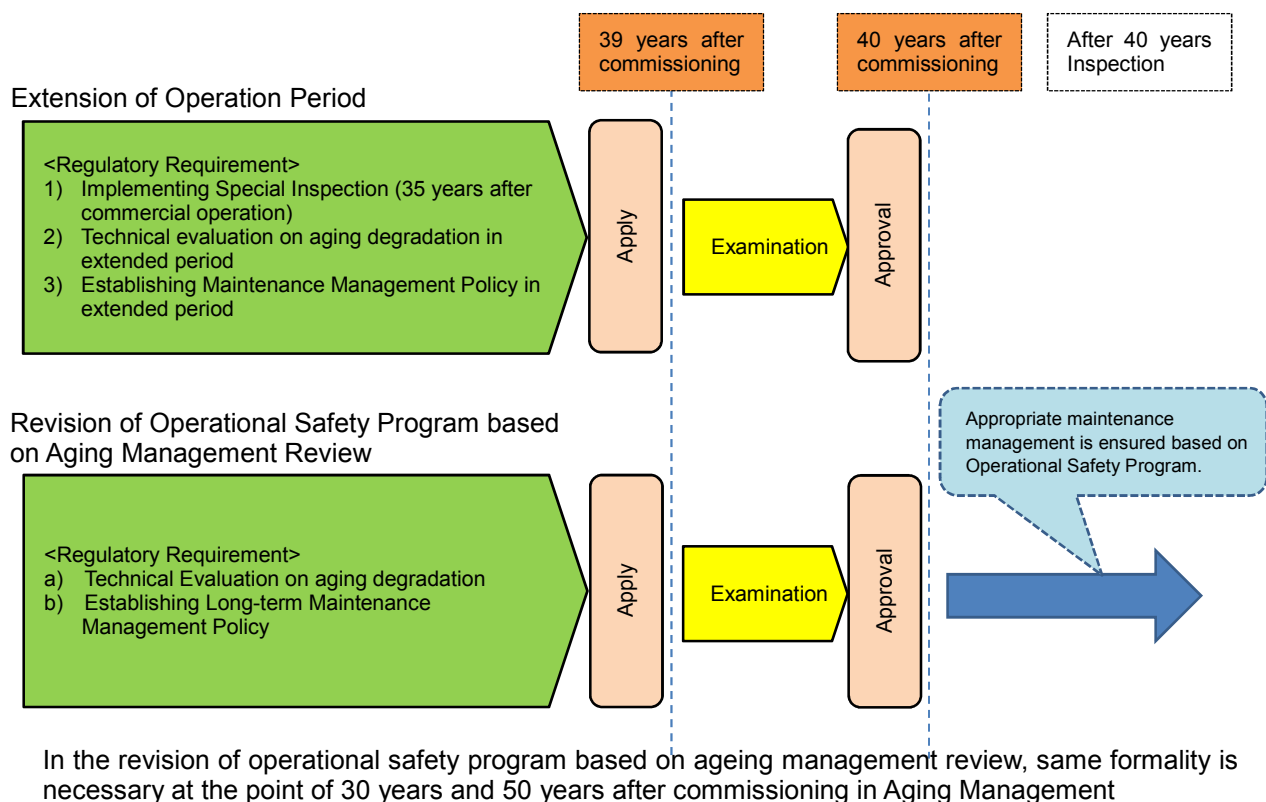 39 years after
commissioning
40 years after
commissioning
After 40 years
Inspection
Extension of Operation Period
<Regulatory Requirement>
1) Implementing Special Inspection (35 years after
commercial operation)
2) Technical evaluation on aging degradation in
extended period
3) Establishing Maintenance Management Policy in
extended period
Apply
Examination
Approval
Revision of Operational Safety Program based
on Aging Management Review
<Regulatory Requirement>
a) Technical Evaluation on aging degradation
b) Establishing Long-term Maintenance
Management Policy
Apply
Examination
Approval
Appropriate maintenance
management is ensured based on
Operational Safety Program.
In the revision of operational safety program based on ageing management review, same formality is
necessary at the point of 30 years and 50 years after commissioning in Aging Management